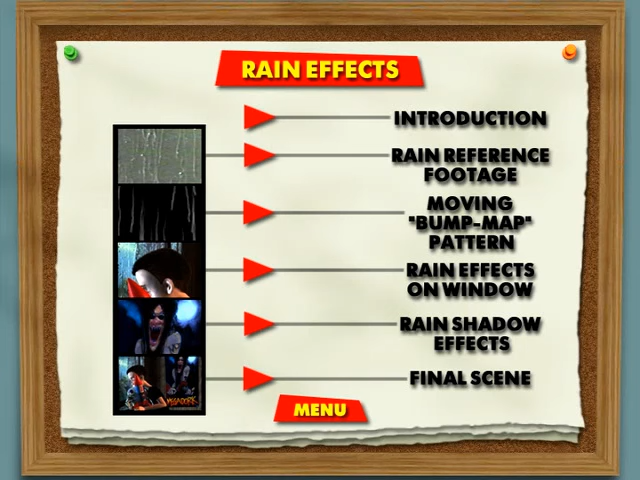 RAIN EFFECTS
INTRODUCTION
RAIN REFERENCE
FOOTAGE
MOVING
"BUMP-MAP"
PATTERN
RAIN EFFECTS
ON WINDOW
RAIN SHADOW
EFFECTS
FINAL SCENE
MEGADORK
MENU